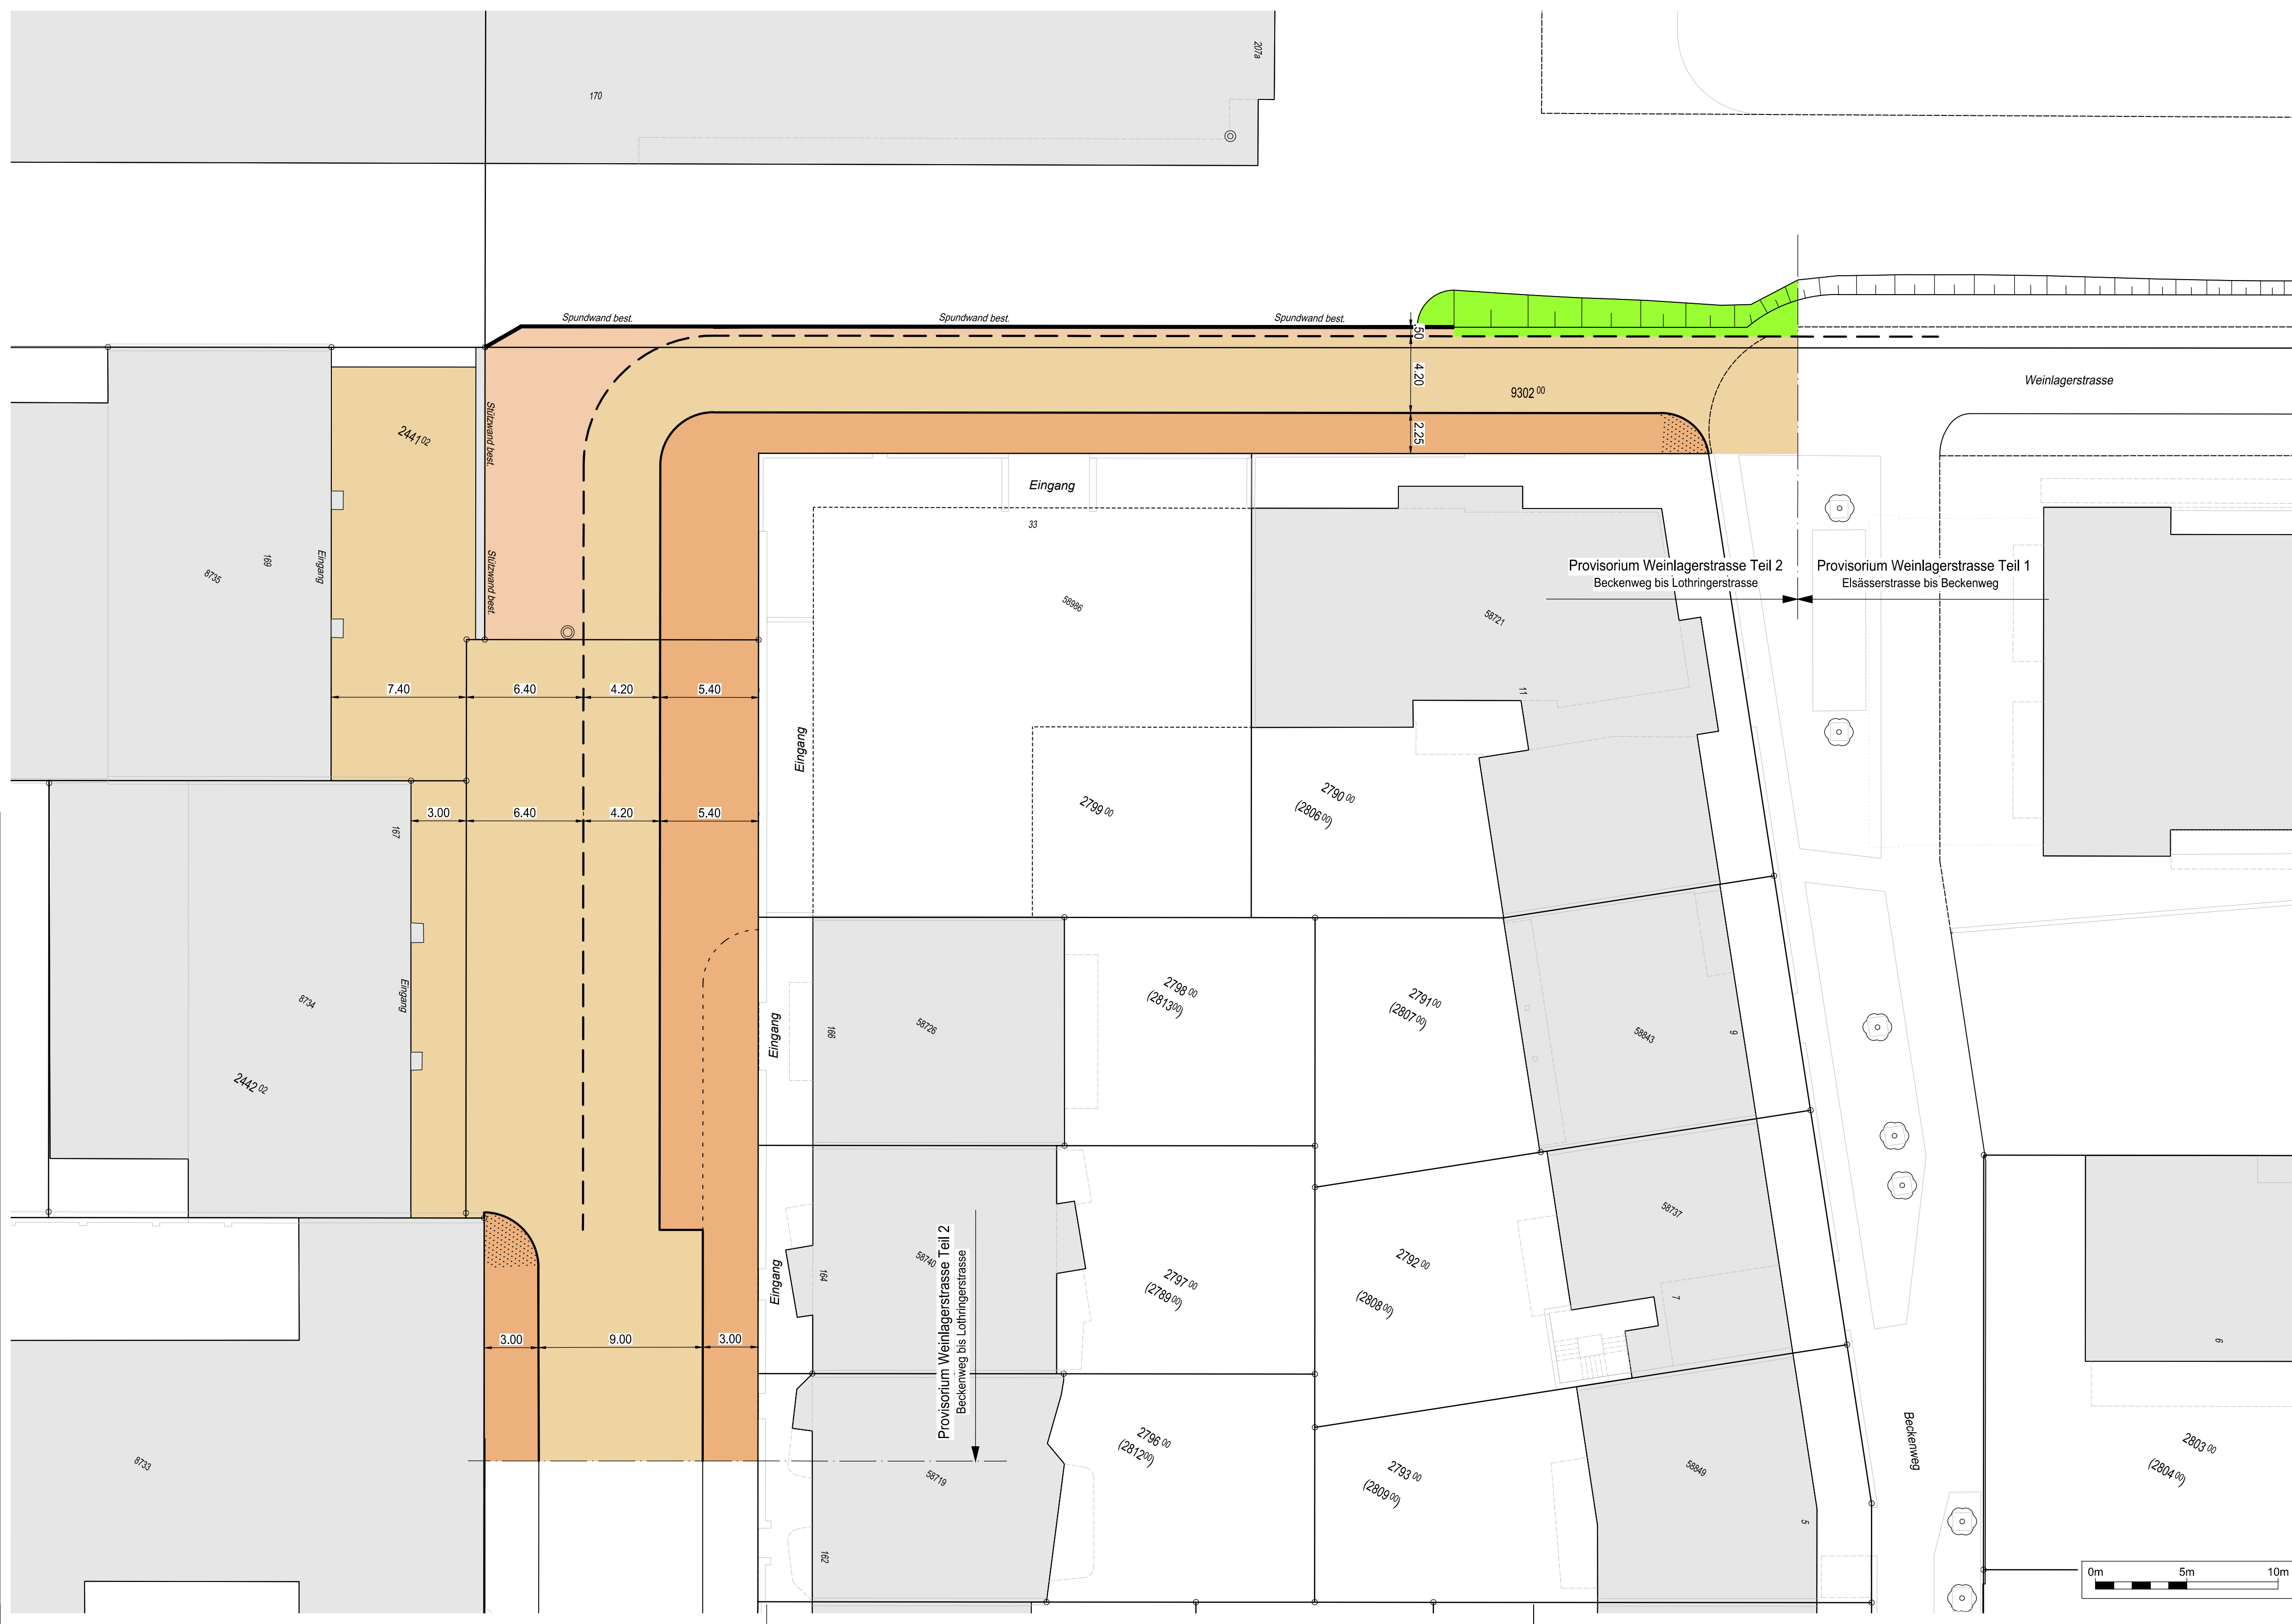 207a
170
Spundwand best.
Spundwand best.
Spundwand best.
.50
4.20
2.25
9302 00
Weinlagerstrasse
2441 02
Stützwand best.
Stützwand best.
Eingang
169
8735
Eingang
33
58986
58721
11
Provisorium Weinlagerstrasse Teil 2
Beckenweg bis Lothringerstrasse
Provisorium Weinlagerstrasse Teil 1
Elsässerstrasse bis Beckenweg
7.40
6.40
4.20
5.40
Eingang
2799 00
2790 00
(2806 00)
3.00
6.40
4.20
5.40
167
Eingang
8734
2442 02
Eingang
166
58726
2798 00
(2813 00)
2791 00
(2807 00)
58843
9
Eingang
164
58740
Provisorium Weinlagerstrasse Teil 2
Beckenweg bis Lothringerstrasse
2797 00
(2789 00)
2792 00
(2808 00)
58737
7
6
3.00
9.00
3.00
8733
162
58719
2796 00
(2812 00)
2793 00
(2809 00)
58849
5
Beckenweg
2803 00
(2804 00)
0m 5m 10m